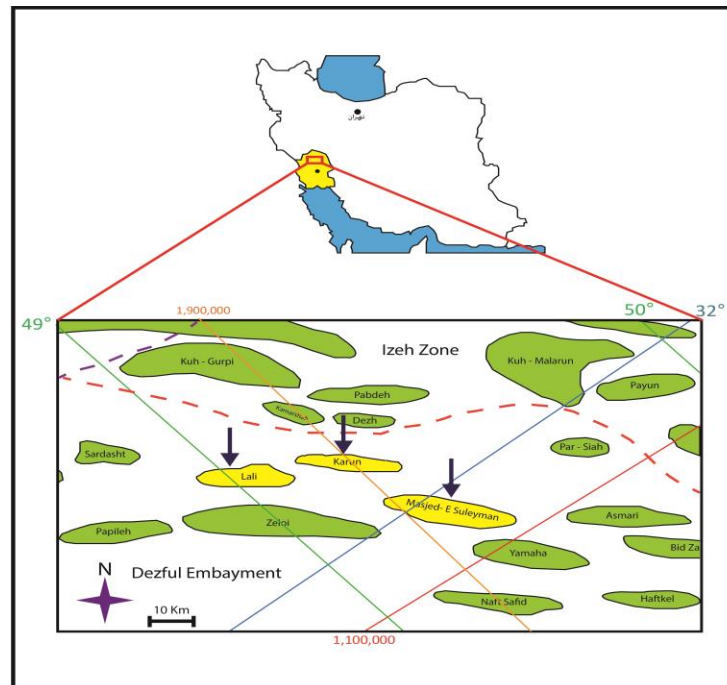 تهران
1,900,000
50°
32°
49°
Izeh Zone
Kuh - Gurpi
Kuh - Malarun
Payun
Pabdeh
Dezh
Par - Siah
Sardasht
Karun
Lali
Masjed- E Suleyman
Asmari
Zeloi
Papileh
Yamaha
Bid Za
N
Dezful Embayment
Naft Safid
Haftkel
10 Km
1,100,000